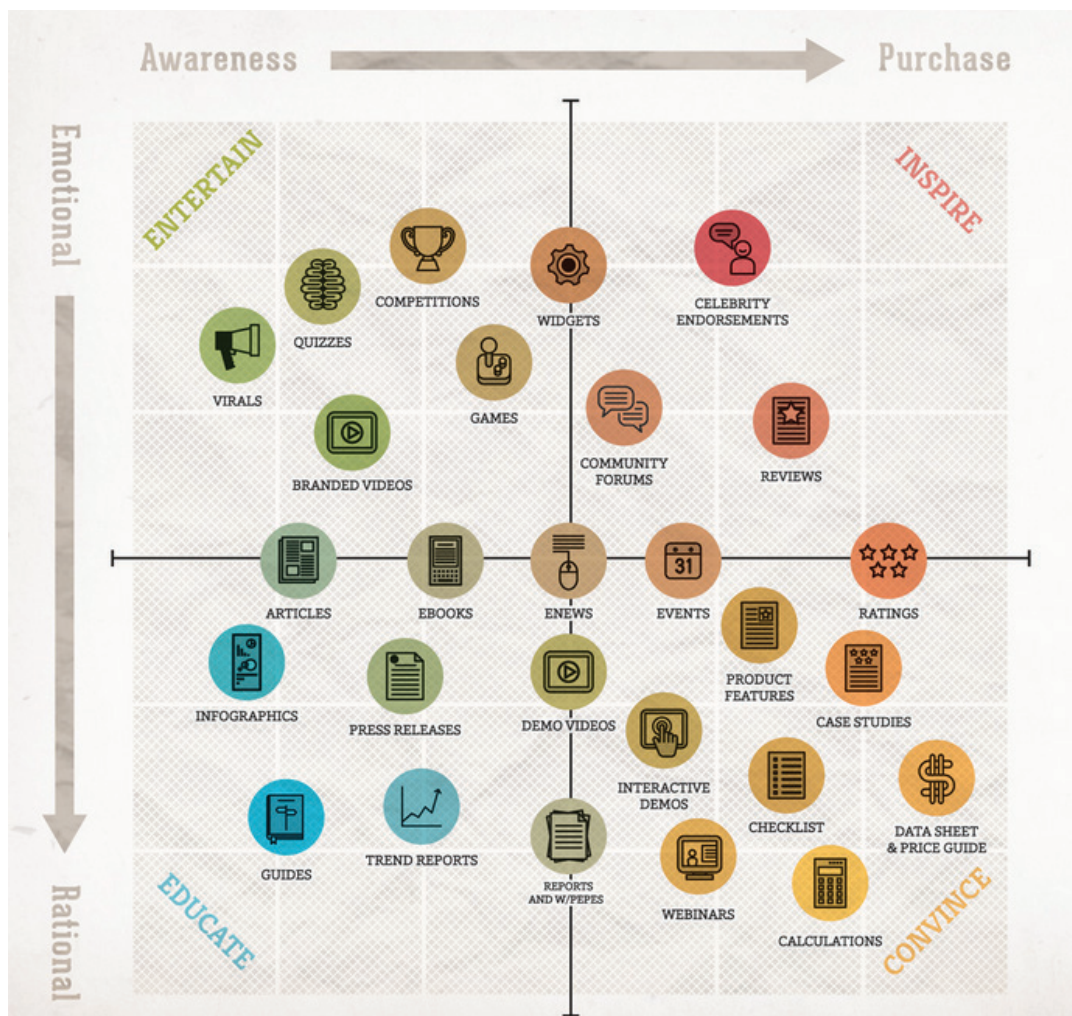 Awareness
Purchase
Emotional
ENTERTAIN
INSPIRE
COMPETITIONS
WIDGETS
CELEBRITY
ENDORSEMENTS
QUIZZES
VIRALS
GAMES
BRANDED VIDEOS
COMMUNITY
FORUMS
REVIEWS
31
ARTICLES
EBOOKS
ENEWS
EVENTS
RATINGS
PRODUCT
FEATURES
INFOGRAPHICS
PRESS RELEASES
DEMO VIDEOS
CASE STUDIES
INTERACTIVE
DEMOS
CHECKLIST
DATA SHEET
& PRICE GUIDE
GUIDES
TREND REPORTS
REPORTS
AND W/PEPES
WEBINARS
CALCULATIONS
EDUCATE
CONVINCE
Rational